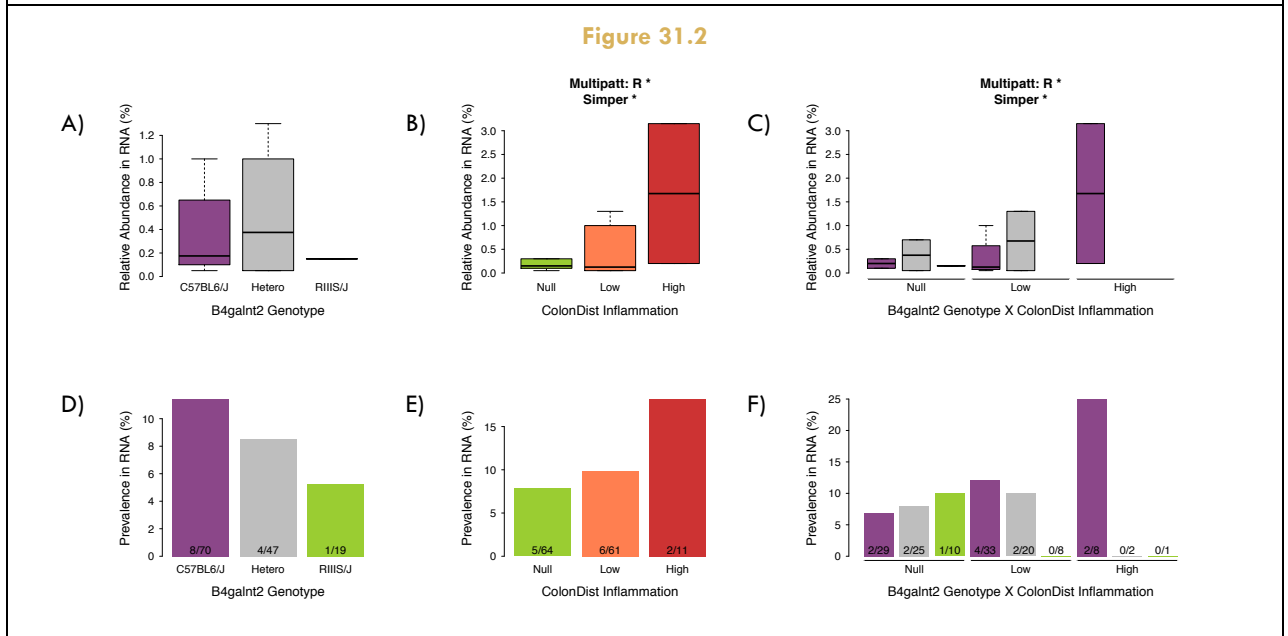 Figure 31.2
A)
Relative Abundance in RNA (%)
1.2
1.0
0.8
0.6
0.4
0.2
0.0
C57BL6/J Hetero RIIIS/J
B4galnt2 Genotype
B)
Multipatt: R *
Simper *
Relative Abundance in RNA (%)
3.0
2.5
2.0
1.5
1.0
0.5
0.0
Null Low High
ColonDist Inflammation
C)
Multipatt: R *
Simper *
Relative Abundance in RNA (%)
3.0
2.5
2.0
1.5
1.0
0.5
0.0
Null Low High
B4galnt2 Genotype X ColonDist Inflammation
D)
Prevalence in RNA (%)
10
8
6
4
2
0
8/70 4/47 1/19
C57BL6/J Hetero RIIIS/J
B4galnt2 Genotype
E)
Prevalence in RNA (%)
15
10
5
0
5/64 6/61 2/11
Null Low High
ColonDist Inflammation
F)
Prevalence in RNA (%)
25
20
15
10
5
0
2/29 2/25 1/10 4/33 2/20 0/8 2/8 0/2 0/1
Null Low High
B4galnt2 Genotype X ColonDist Inflammation